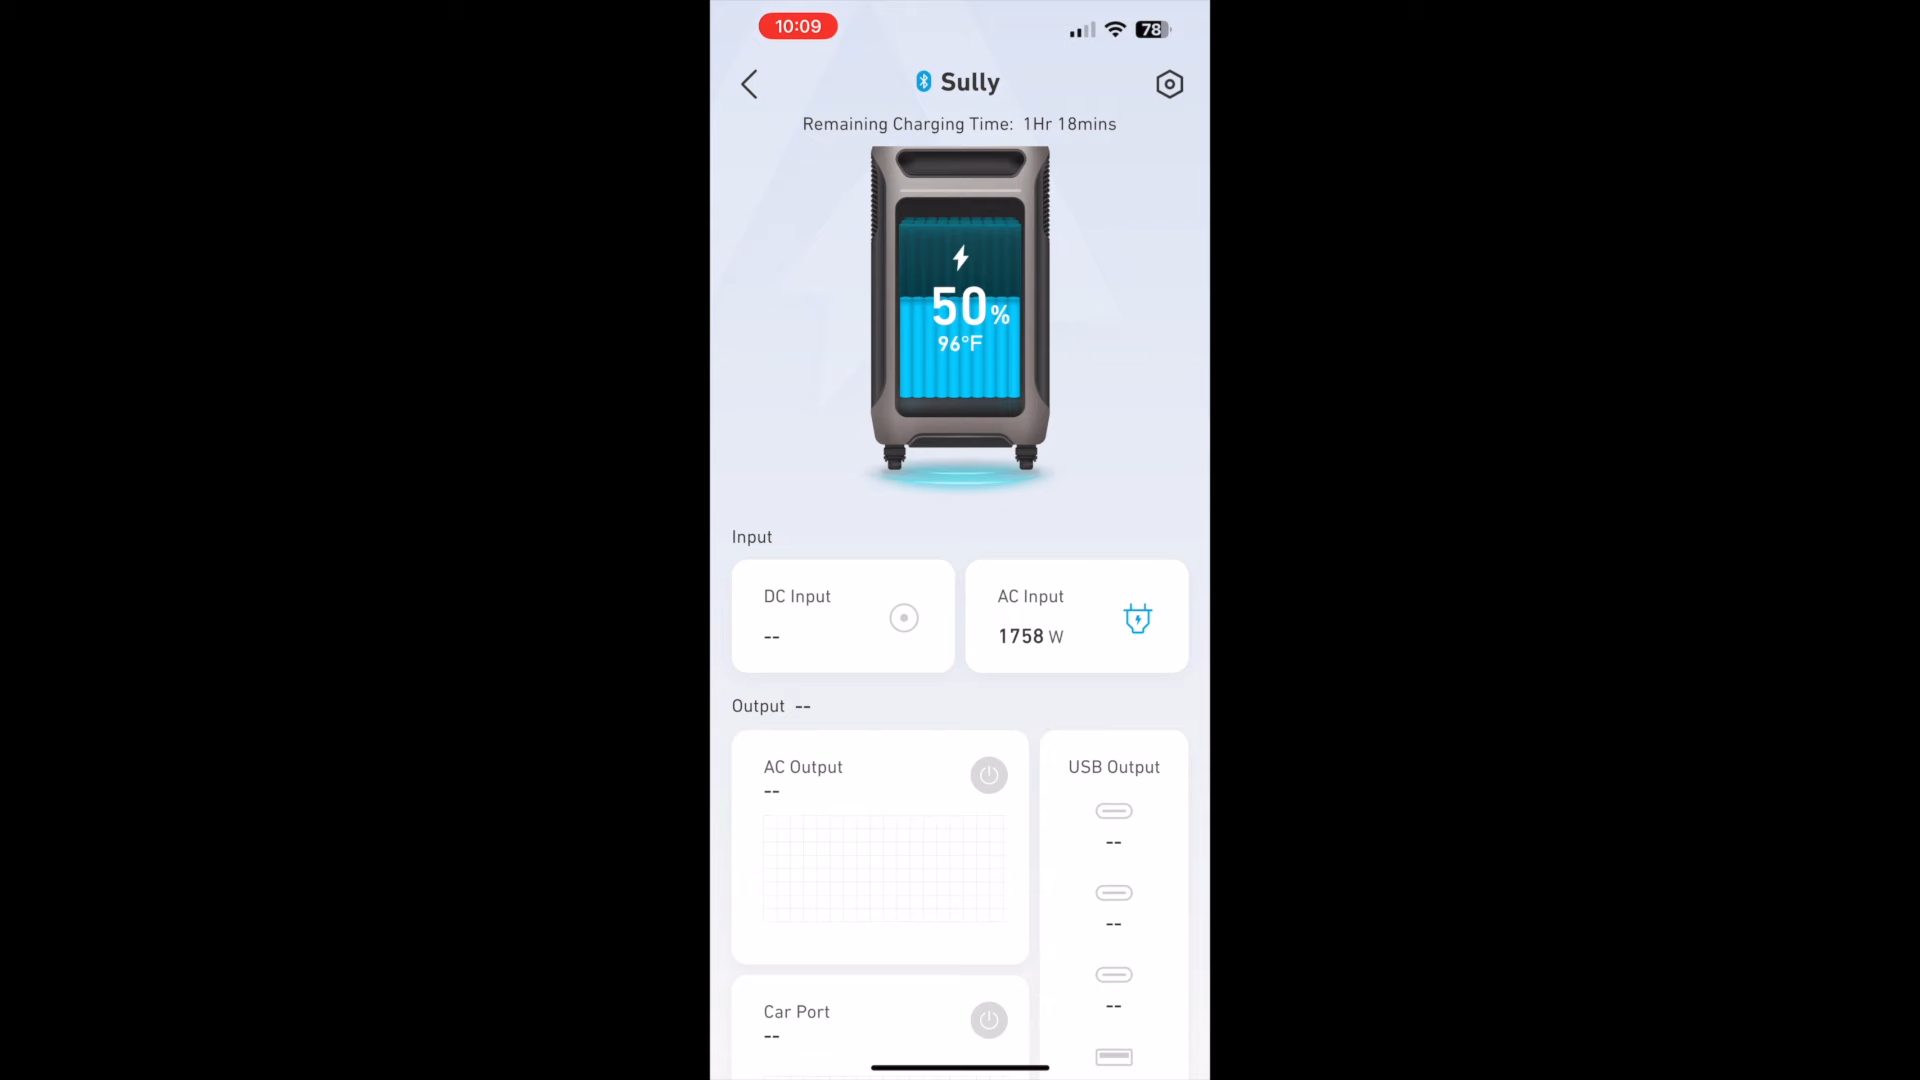 10:09
78
Sully
Remaining Charging Time: 1Hr 18mins
50%
96°F
Input
DC Input
--
AC Input
1758 W
Output --
AC Output
--
USB Output
--
--
--
Car Port
--